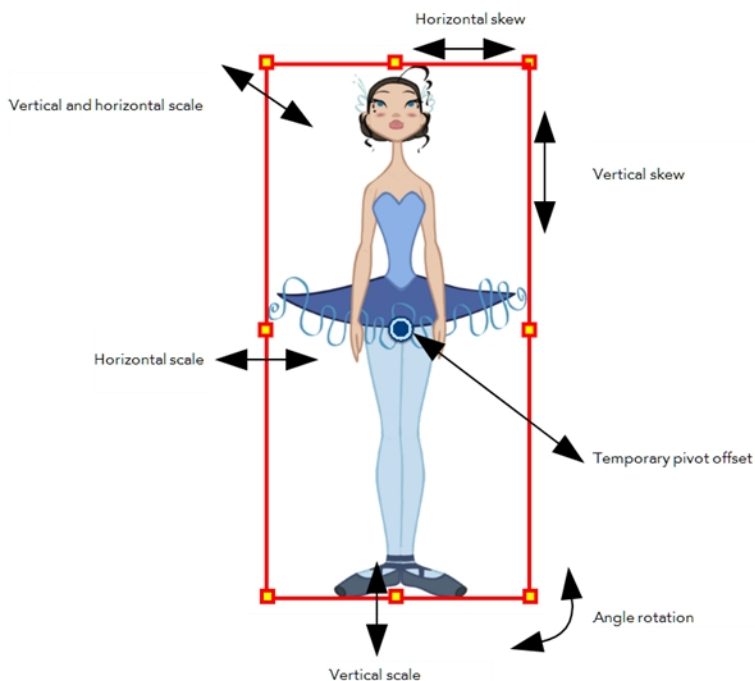 Horizontal skew
Vertical and horizontal scale
Vertical skew
Horizontal scale
Temporary pivot offset
Angle rotation
Vertical scale